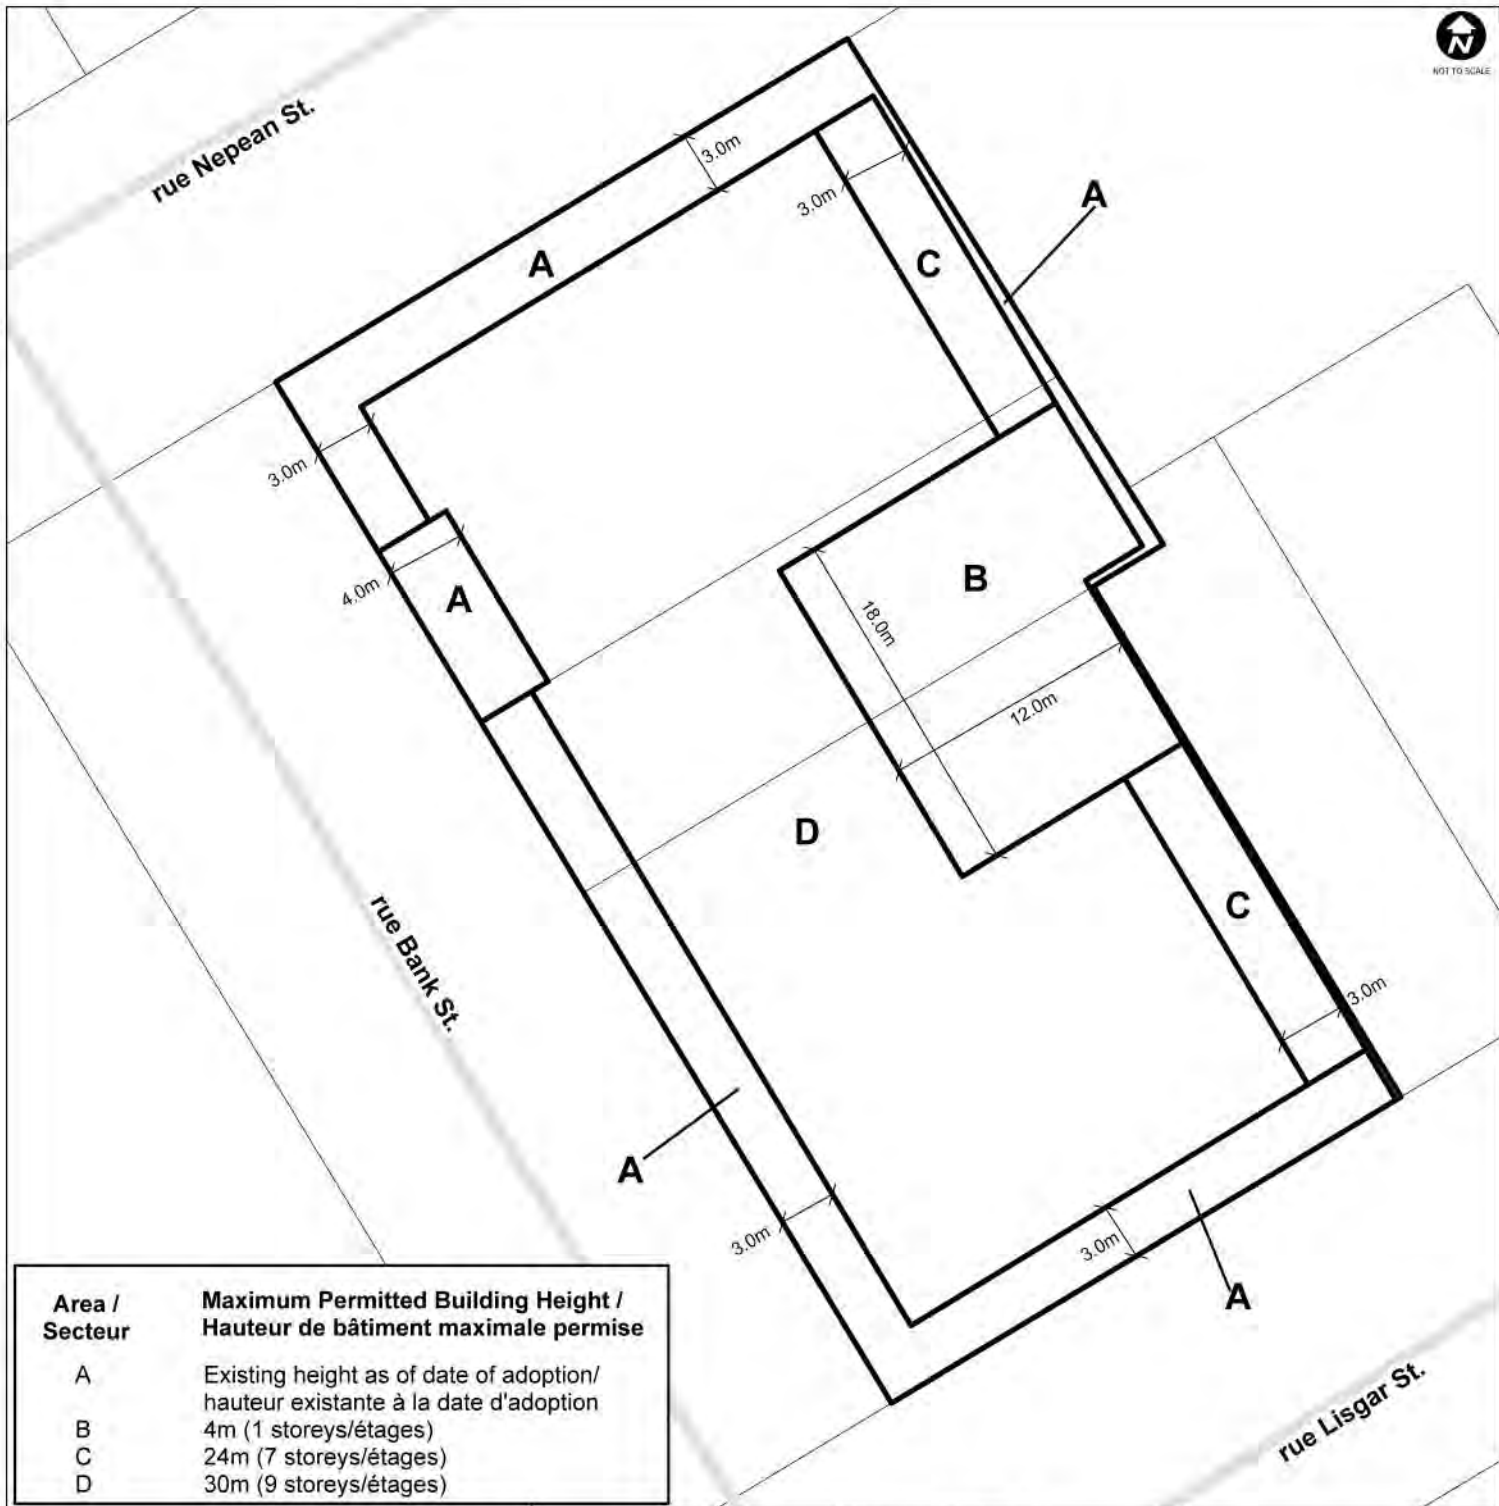 N
NOT TO SCALE
rue Nepean St.
3.0m
3.0m
A
A
C
3.0m
4.0m
A
B
18.0m
12.0m
D
rue Bank St.
C
3.0m
A
3.0m
3.0m
A
rue Lisgar St.
Area / Maximum Permitted Building Height /
Secteur Hauteur de bâtiment maximale permise
A Existing height as of date of adoption/
hauteur existante à la date d'adoption
B 4m (1 storeys/étages)
C 24m (7 storeys/étages)
D 30m (9 storeys/étages)